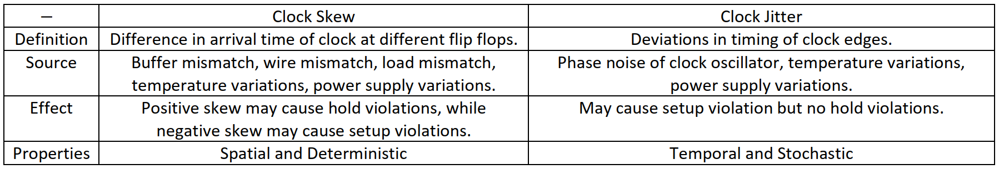 — Clock Skew Clock Jitter
Definition Difference in arrival time of clock at different flip flops. Deviations in timing of clock edges.
Source Buffer mismatch, wire mismatch, load mismatch, Phase noise of clock oscillator, temperature variations,
temperature variations, power supply variations. power supply variations.
Effect Positive skew may cause hold violations, while May cause setup violation but no hold violations.
negative skew may cause setup violations.
Properties Spatial and Deterministic Temporal and Stochastic